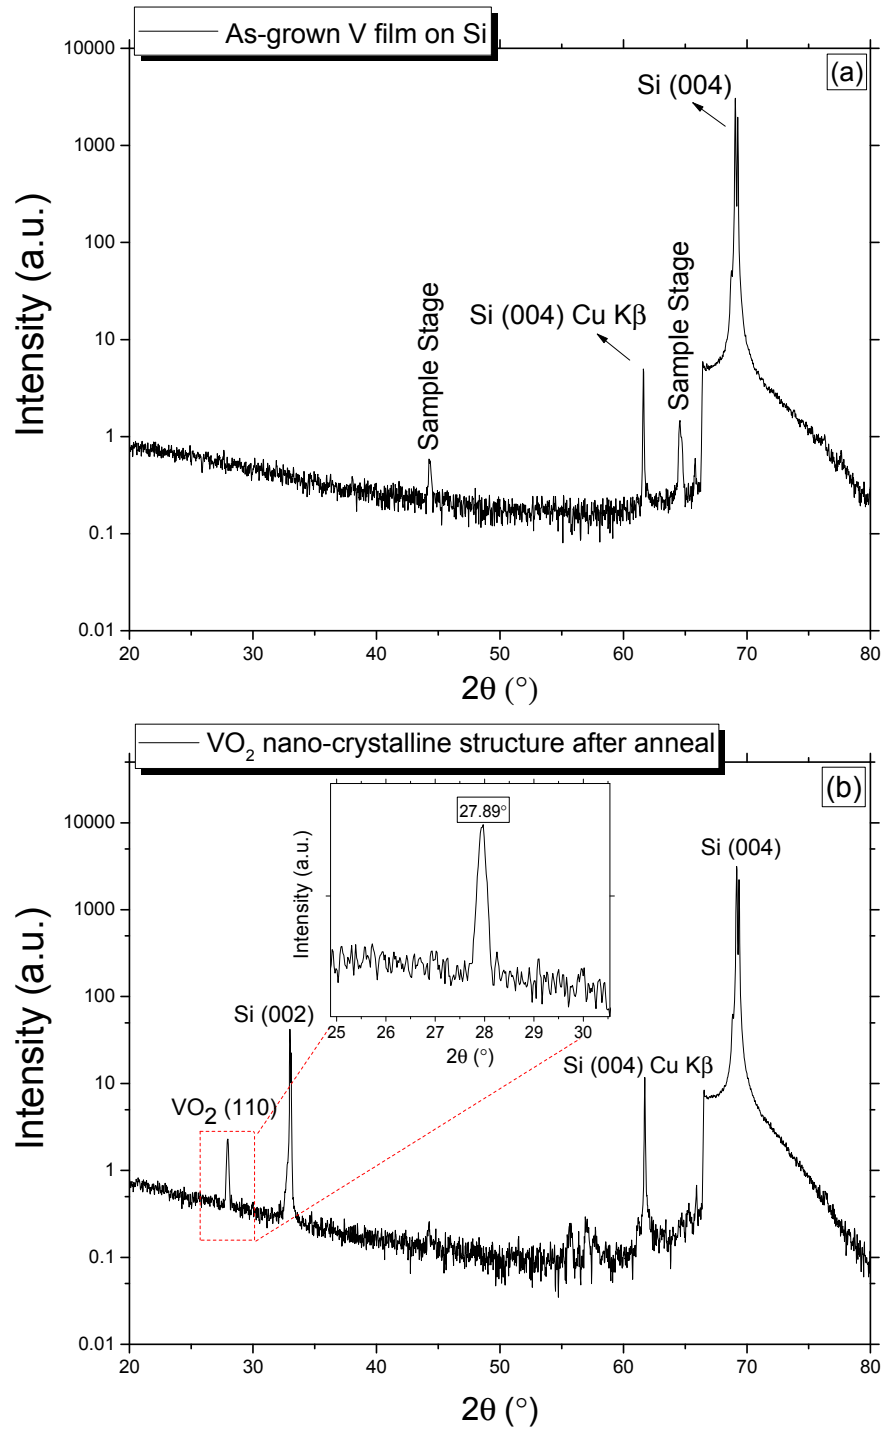 As-grown V film on Si
(a)
10000
1000
100
10
1
0.1
0.01
Intensity (a.u.)
Si (004)
Si (004) Cu Kβ
Sample Stage
Sample Stage
20 30 40 50 60 70 80
2θ (°)
VO2 nano-crystalline structure after anneal
(b)
10000
1000
100
10
1
0.1
0.01
Intensity (a.u.)
27.89°
Intensity (a.u.)
25 26 27 28 29 30
2θ (°)
Si (004)
Si (002)
Si (004) Cu Kβ
VO2 (110)
20 30 40 50 60 70 80
2θ (°)